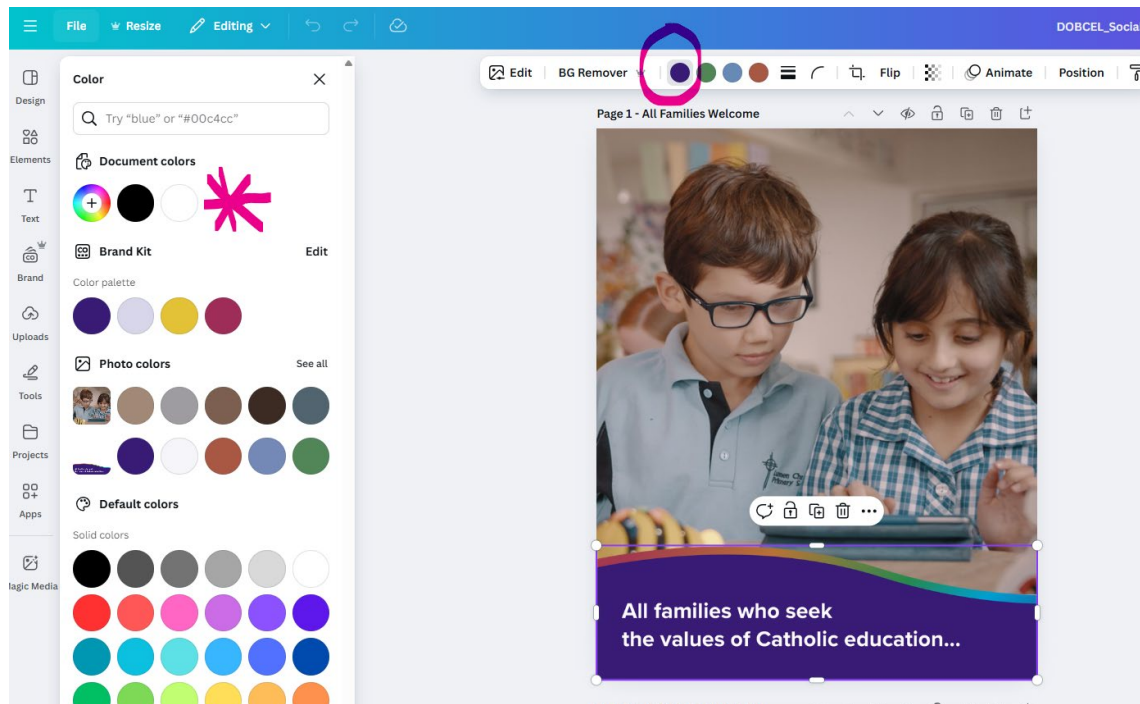 File
Resize
Editing
DOBCEL_Socia
Design
Elements
Text
Brand
Uploads
Tools
Projects
Apps
Magic Media
Color
Try “blue” or “#00c4cc”
Document colors
Brand Kit Edit
Color palette
Photo colors See all
Default colors
Solid colors
Edit BG Remover Flip Animate Position
Page 1 - All Families Welcome
Primary
All families who seek
the values of Catholic education...